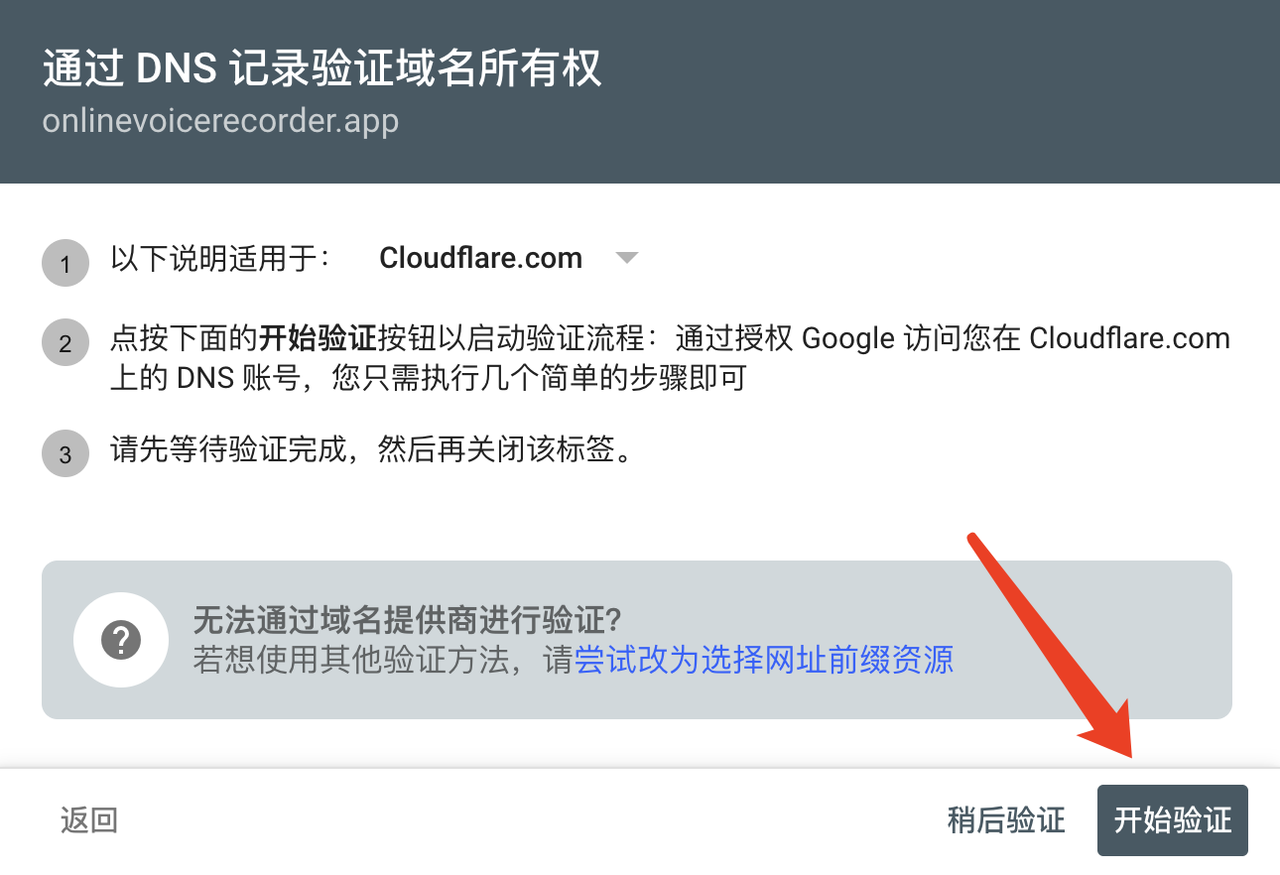 通过 DNS 记录验证域名所有权
onlinevoicerecorder.app
1 以下说明适用于： Cloudflare.com
2 点按下面的开始验证按钮以启动验证流程：通过授权 Google 访问您在 Cloudflare.com
上的 DNS 账号，您只需执行几个简单的步骤即可
3 请先等待验证完成，然后再关闭该标签。
无法通过域名提供商进行验证?
若想使用其他验证方法，请尝试改为选择网址前缀资源
返回 稍后验证 开始验证